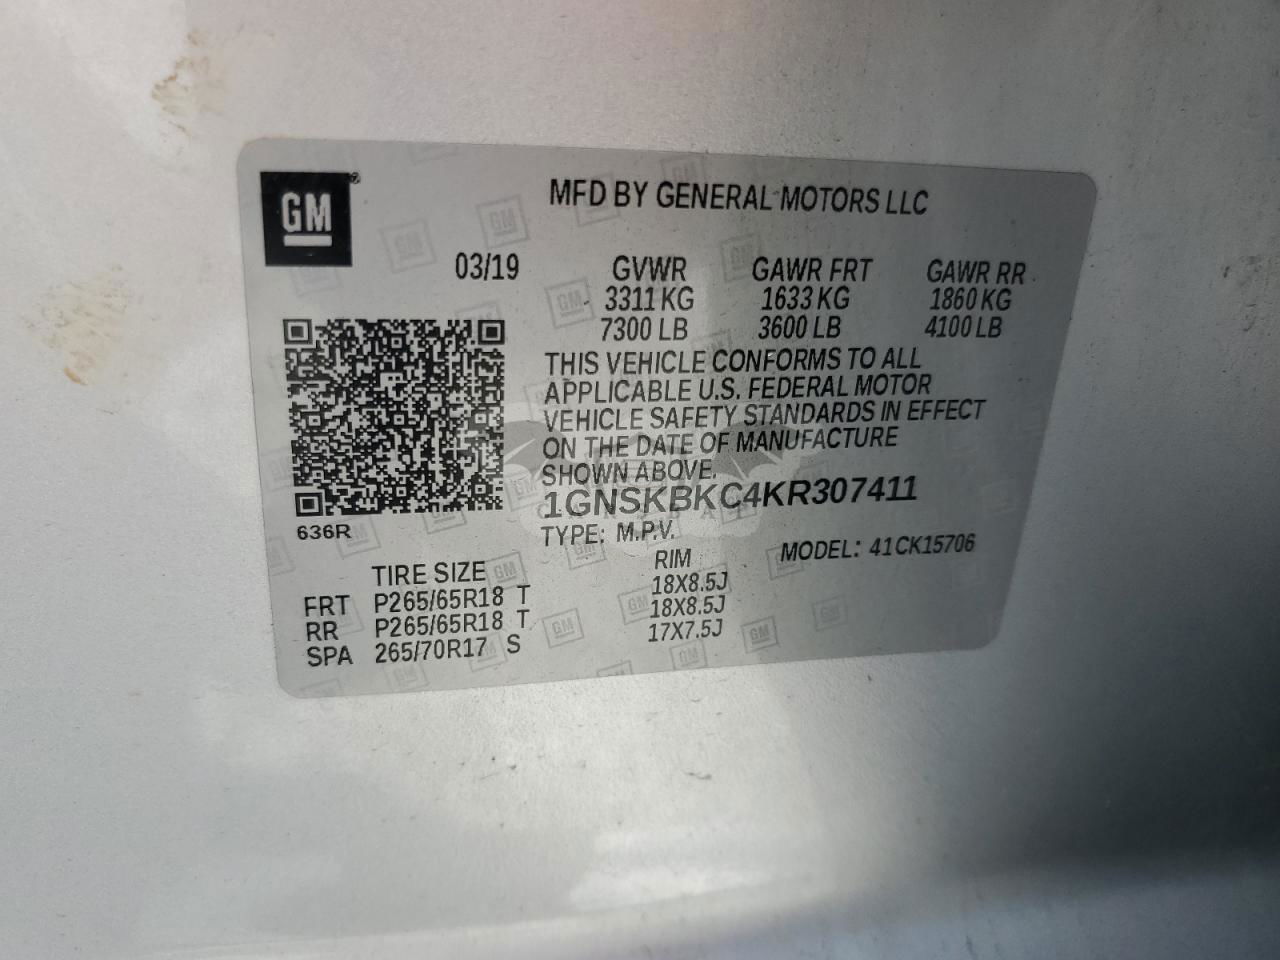 GM
MFD BY GENERAL MOTORS LLC
03/19 GVWR GAWR FRT GAWR RR
3311 KG 1633 KG 1860 KG
7300 LB 3600 LB 4100 LB
THIS VEHICLE CONFORMS TO ALL
APPLICABLE U.S. FEDERAL MOTOR
VEHICLE SAFETY STANDARDS IN EFFECT
ON THE DATE OF MANUFACTURE
SHOWN ABOVE.
1GNSKBKC4KR307411
636R
TYPE: M.P.V. MODEL: 41CK15706
TIRE SIZE RIM
FRT P265/65R18 T 18X8.5J
RR P265/65R18 T 18X8.5J
SPA 265/70R17 S 17X7.5J